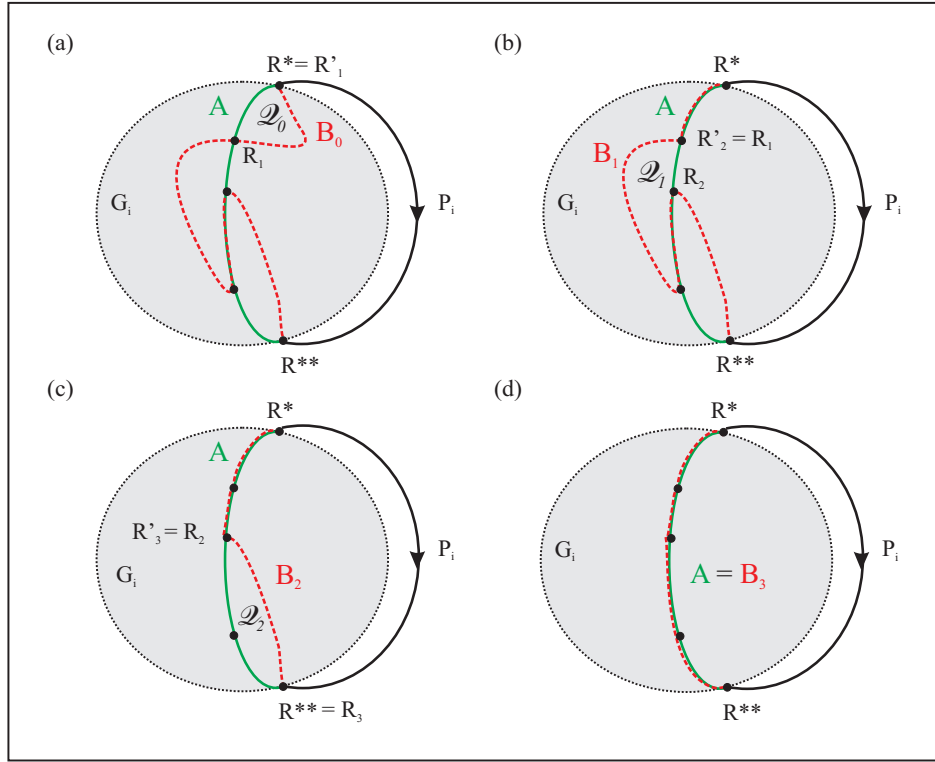 (a)
R* = R'₁
A
𝒬₀
B₀
R₁
Gᵢ
Pᵢ
R**
(b)
R*
A
R'₂ = R₁
B₁
𝒬₁
R₂
Gᵢ
Pᵢ
R**
(c)
R*
A
R'₃ = R₂
Pᵢ
Gᵢ
B₂
𝒬₂
R** = R₃
(d)
R*
Gᵢ
Pᵢ
A = B₃
R**